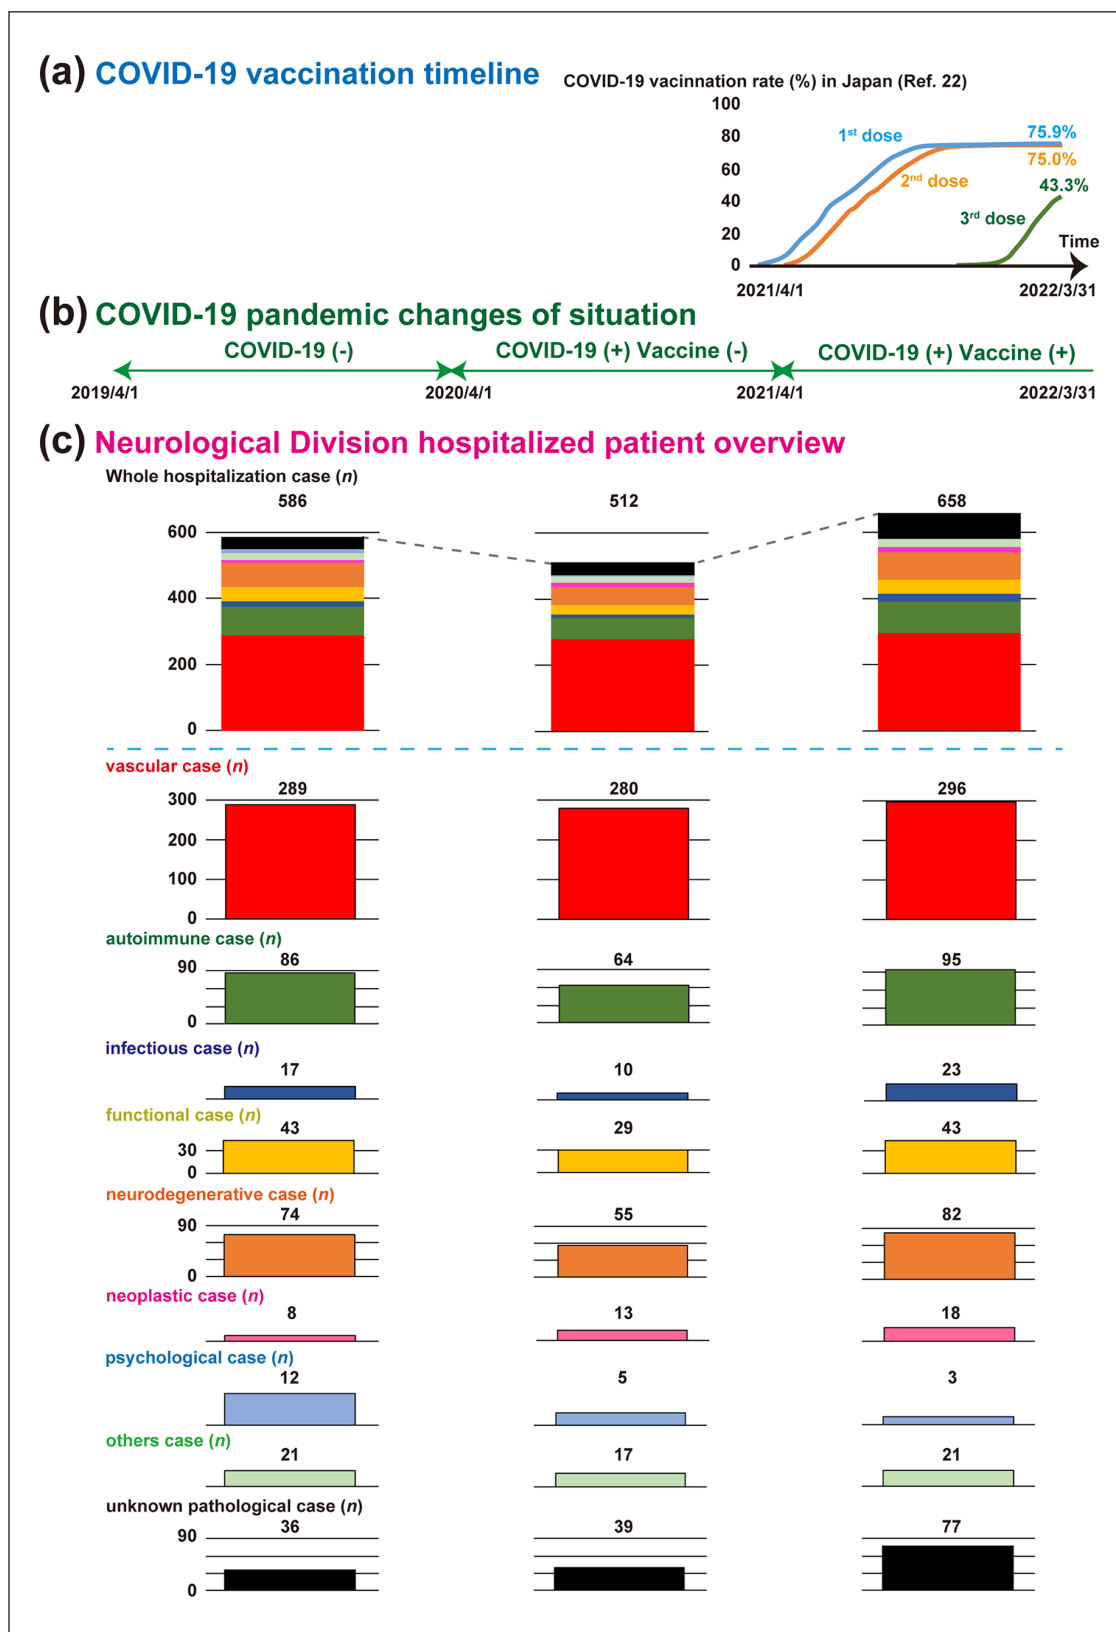 (a) COVID-19 vaccination timeline
COVID-19 vacinnation rate (%) in Japan (Ref. 22)
100
80
60
40
20
0
1st dose
2nd dose
3rd dose
75.9%
75.0%
43.3%
Time
2021/4/1
2022/3/31
(b) COVID-19 pandemic changes of situation
COVID-19 (-)
COVID-19 (+) Vaccine (-)
COVID-19 (+) Vaccine (+)
2019/4/1
2020/4/1
2021/4/1
2022/3/31
(c) Neurological Division hospitalized patient overview
Whole hospitalization case (n)
586
512
658
600
400
200
0
vascular case (n)
289
280
296
300
200
100
0
autoimmune case (n)
86
64
95
90
0
infectious case (n)
17
10
23
functional case (n)
43
29
43
30
0
neurodegenerative case (n)
74
55
82
90
0
neoplastic case (n)
8
13
18
psychological case (n)
12
5
3
others case (n)
21
17
21
unknown pathological case (n)
36
39
77
90
0